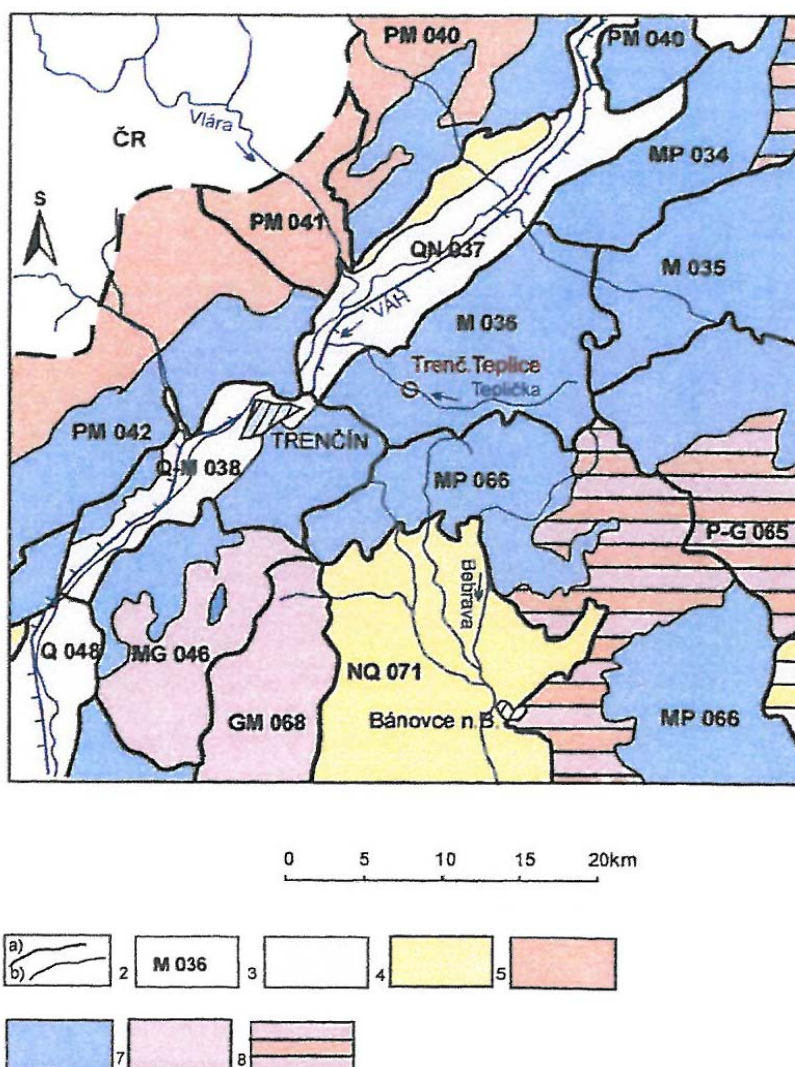 PM 040
PM 040
Vlára
ČR
MP 034
S
PM 041
QN 037
M 035
VÁH
M 036
Trenč. Teplice
Teplička
PM 042
TRENČÍN
Q-M 038
MP 066
P-G 065
Bebrava
Q 048
MG 046
NQ 071
GM 068
Bánovce n.B.
MP 066
0 5 10 15 20km
a)
b)
2
M 036
3
4
5
7
8